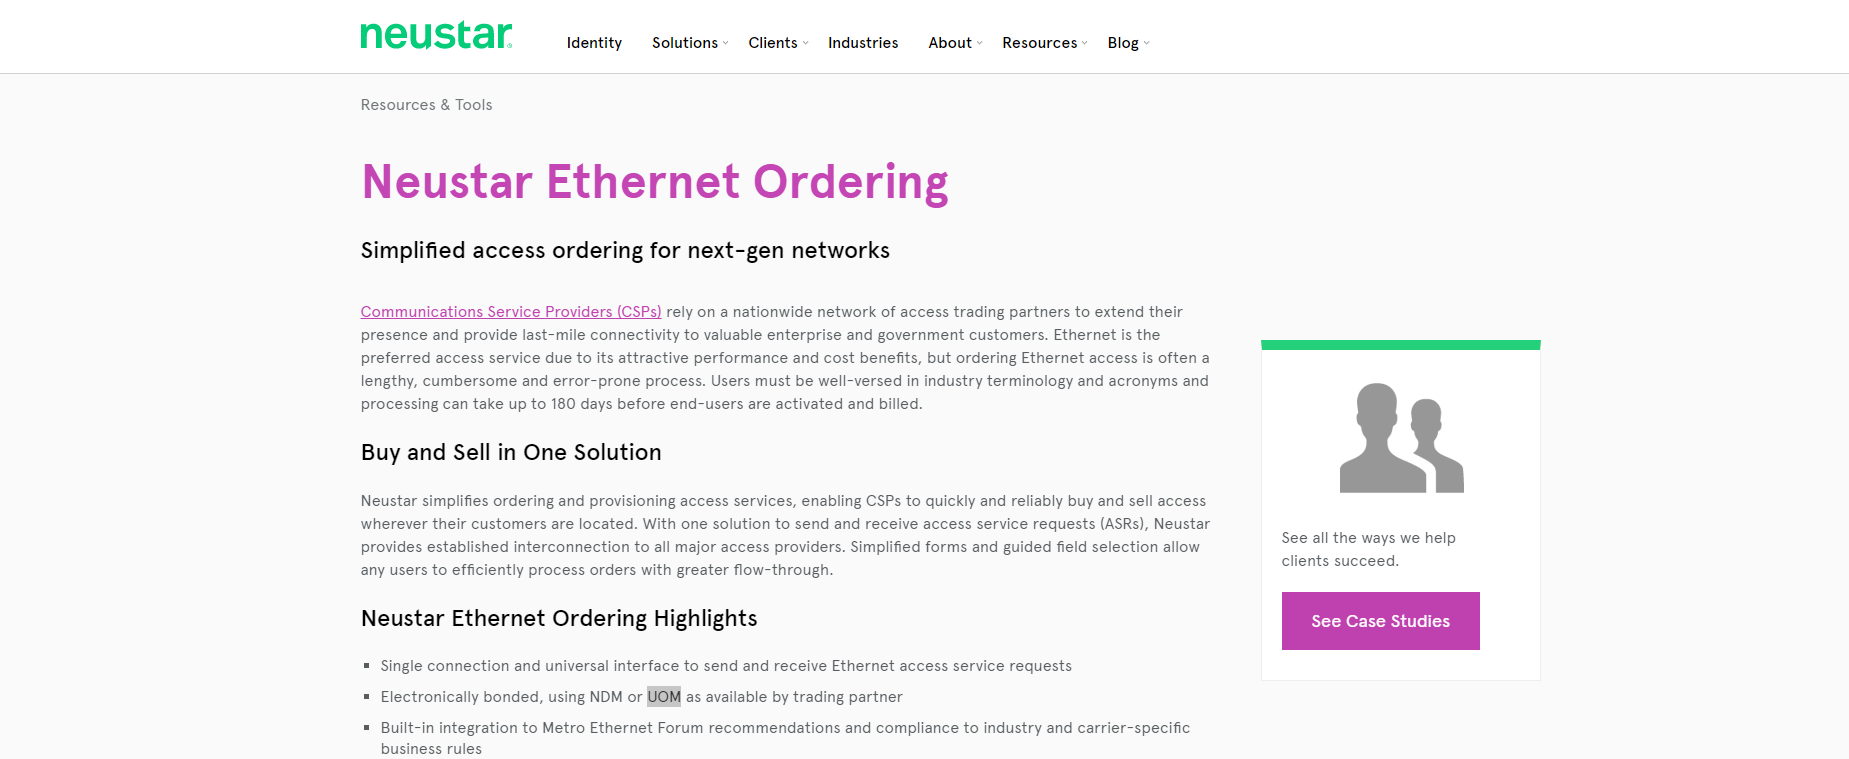 neustar
Identity Solutions Clients Industries About Resources Blog
Resources & Tools
Neustar Ethernet Ordering
Simplified access ordering for next-gen networks
Communications Service Providers (CSPs) rely on a nationwide network of access trading partners to extend their
presence and provide last-mile connectivity to valuable enterprise and government customers. Ethernet is the
preferred access service due to its attractive performance and cost benefits, but ordering Ethernet access is often a
lengthy, cumbersome and error-prone process. Users must be well-versed in industry terminology and acronyms and
processing can take up to 180 days before end-users are activated and billed.
Buy and Sell in One Solution
Neustar simplifies ordering and provisioning access services, enabling CSPs to quickly and reliably buy and sell access
wherever their customers are located. With one solution to send and receive access service requests (ASRs), Neustar
provides established interconnection to all major access providers. Simplified forms and guided field selection allow
any users to efficiently process orders with greater flow-through.
Neustar Ethernet Ordering Highlights
Single connection and universal interface to send and receive Ethernet access service requests
Electronically bonded, using NDM or UOM as available by trading partner
Built-in integration to Metro Ethernet Forum recommendations and compliance to industry and carrier-specific
business rules
See all the ways we help
clients succeed.
See Case Studies